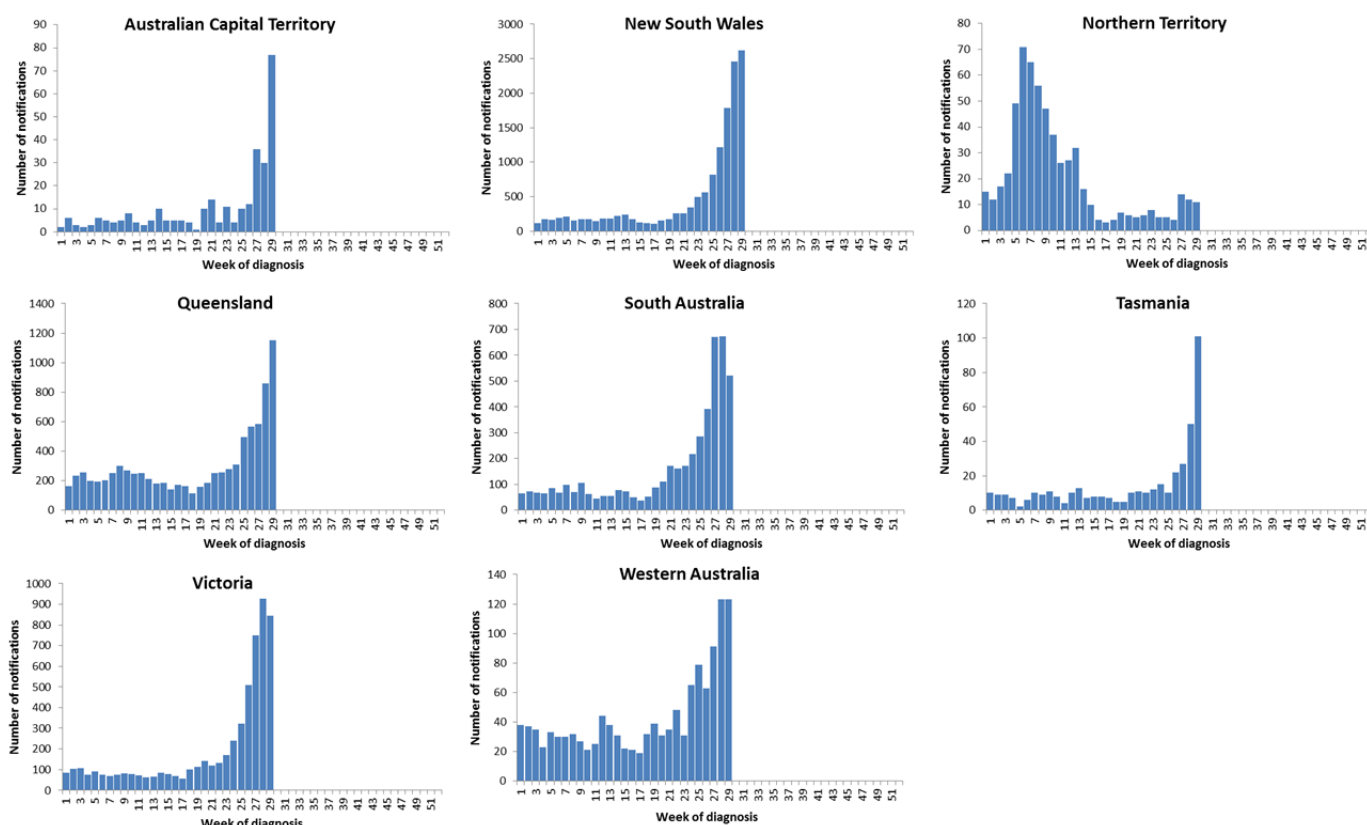 Australian Capital Territory
Number of notifications
90
80
70
60
50
40
30
20
10
0
1 3 5 7 9 11 13 15 17 19 21 23 25 27 29 31 33 35 37 39 41 43 45 47 49 51
Week of diagnosis
New South Wales
Number of notifications
3000
2500
2000
1500
1000
500
0
1 3 5 7 9 11 13 15 17 19 21 23 25 27 29 31 33 35 37 39 41 43 45 47 49 51
Week of diagnosis
Northern Territory
Number of notifications
80
70
60
50
40
30
20
10
0
1 3 5 7 9 11 13 15 17 19 21 23 25 27 29 31 33 35 37 39 41 43 45 47 49 51
Week of diagnosis
Queensland
Number of notifications
1400
1200
1000
800
600
400
200
0
1 3 5 7 9 11 13 15 17 19 21 23 25 27 29 31 33 35 37 39 41 43 45 47 49 51
Week of diagnosis
South Australia
Number of notifications
800
700
600
500
400
300
200
100
0
1 3 5 7 9 11 13 15 17 19 21 23 25 27 29 31 33 35 37 39 41 43 45 47 49 51
Week of diagnosis
Tasmania
Number of notifications
120
100
80
60
40
20
0
1 3 5 7 9 11 13 15 17 19 21 23 25 27 29 31 33 35 37 39 41 43 45 47 49 51
Week of diagnosis
Victoria
Number of notifications
1000
900
800
700
600
500
400
300
200
100
0
1 3 5 7 9 11 13 15 17 19 21 23 25 27 29 31 33 35 37 39 41 43 45 47 49 51
Week of diagnosis
Western Australia
Number of notifications
140
120
100
80
60
40
20
0
1 3 5 7 9 11 13 15 17 19 21 23 25 27 29 31 33 35 37 39 41 43 45 47 49 51
Week of diagnosis